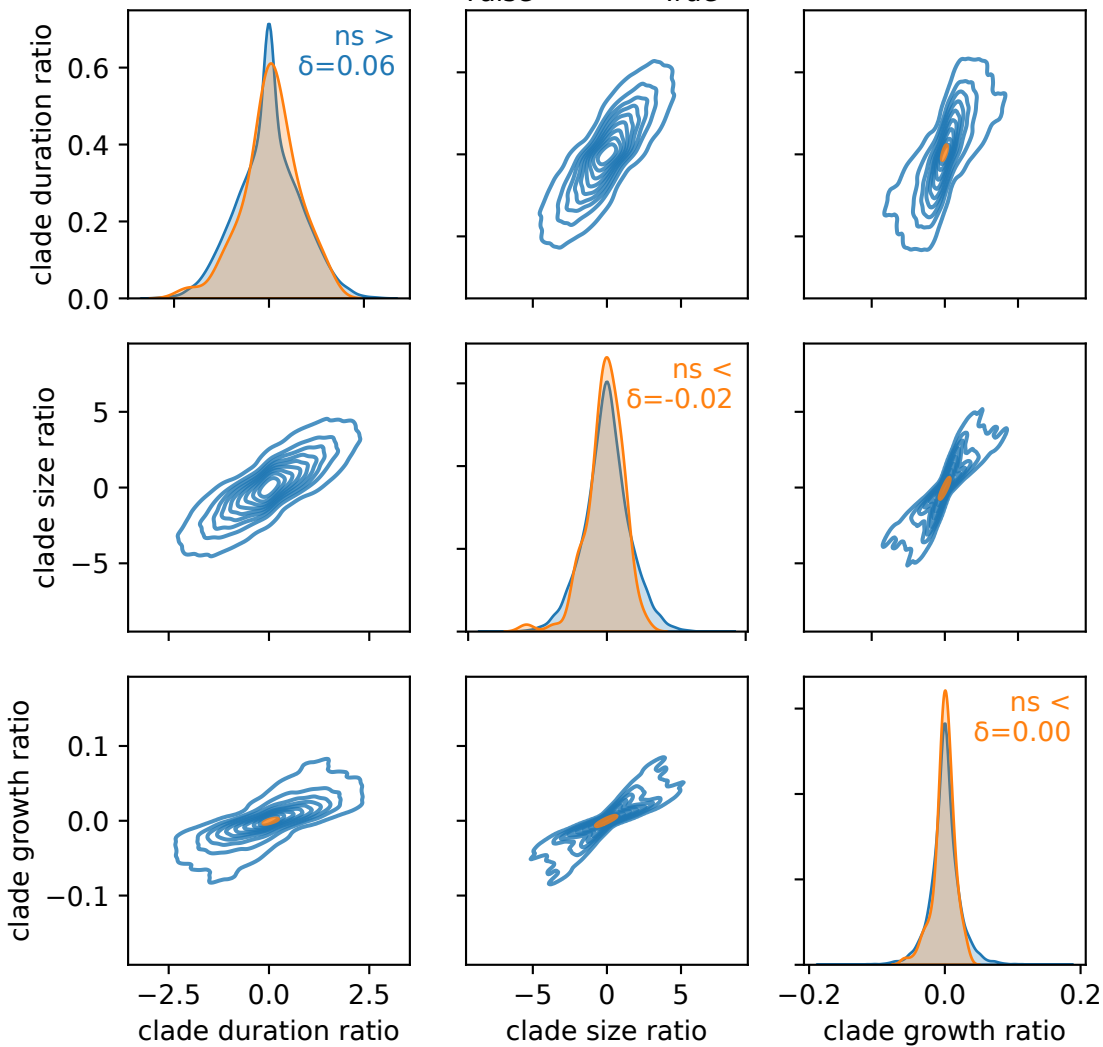 True
clade duration ratio
0.6
0.4
0.2
0.0
ns >
δ=0.06
clade size ratio
5
0
−5
ns <
δ=-0.02
clade growth ratio
0.1
0.0
−0.1
ns <
δ=0.00
−2.5 0.0 2.5
−5 0 5
−0.2 0.0 0.2
clade duration ratio
clade size ratio
clade growth ratio